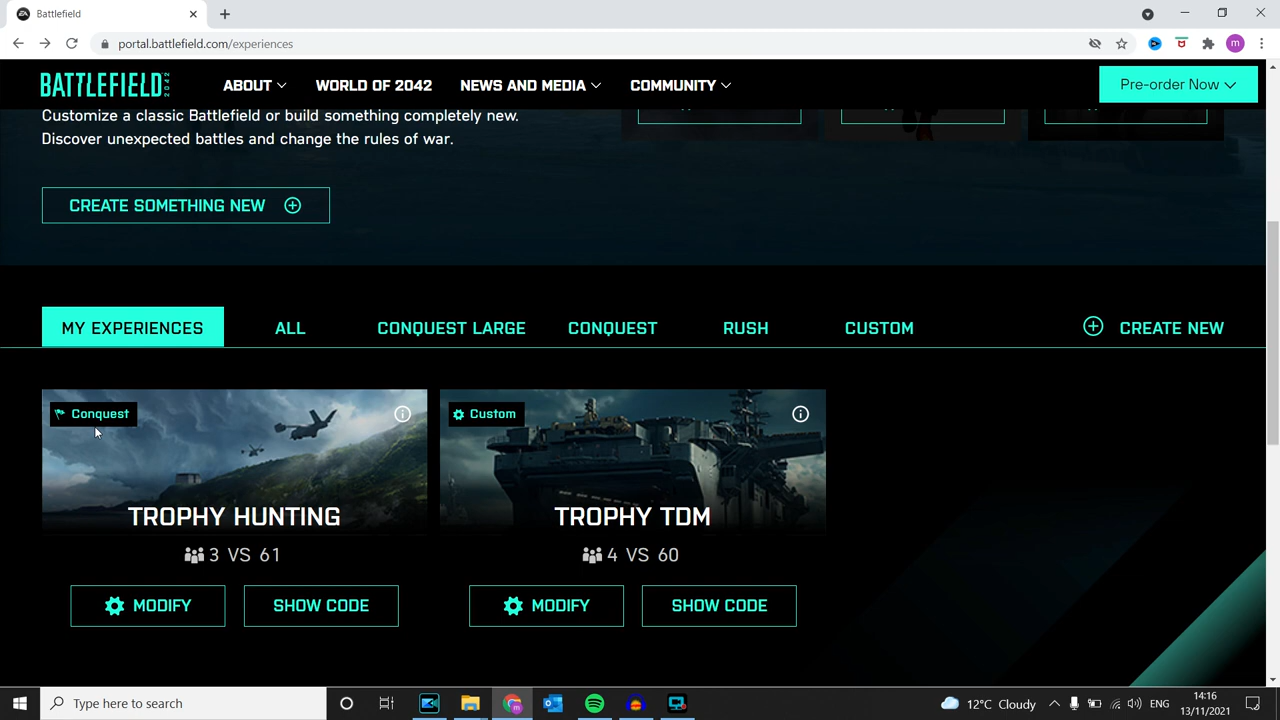 Battlefield
portal.battlefield.com/experiences
m
BATTLEFIELD 2042
ABOUT
WORLD OF 2042
NEWS AND MEDIA
COMMUNITY
Pre-order Now
Customize a classic Battlefield or build something completely new.
Discover unexpected battles and change the rules of war.
CREATE SOMETHING NEW
MY EXPERIENCES
ALL
CONQUEST LARGE
CONQUEST
RUSH
CUSTOM
CREATE NEW
Conquest
TROPHY HUNTING
3 VS 61
MODIFY
SHOW CODE
Custom
TROPHY TDM
4 VS 60
MODIFY
SHOW CODE
Type here to search
12°C Cloudy
ENG
14:16
13/11/2021